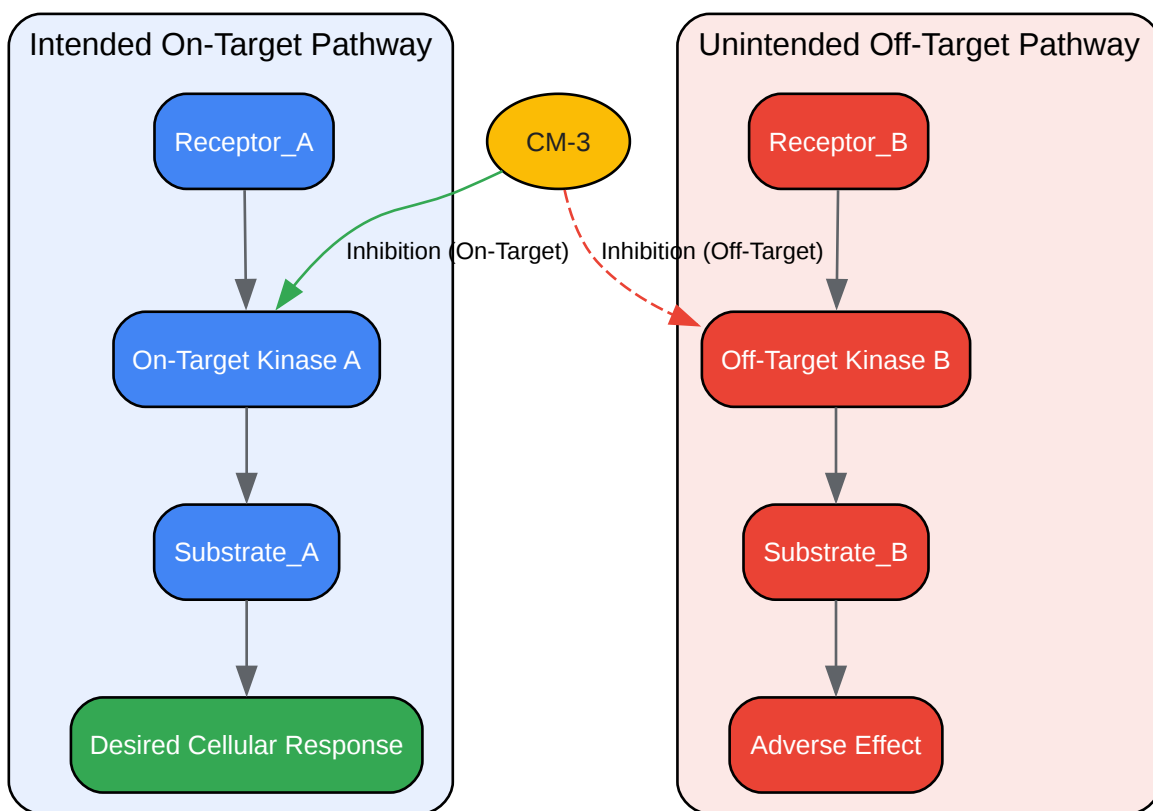 Intended On-Target Pathway
Unintended Off-Target Pathway
Receptor_A
CM-3
Receptor_B
Inhibition (On-Target)
Inhibition (Off-Target)
On-Target Kinase A
Off-Target Kinase B
Substrate_A
Substrate_B
Desired Cellular Response
Adverse Effect